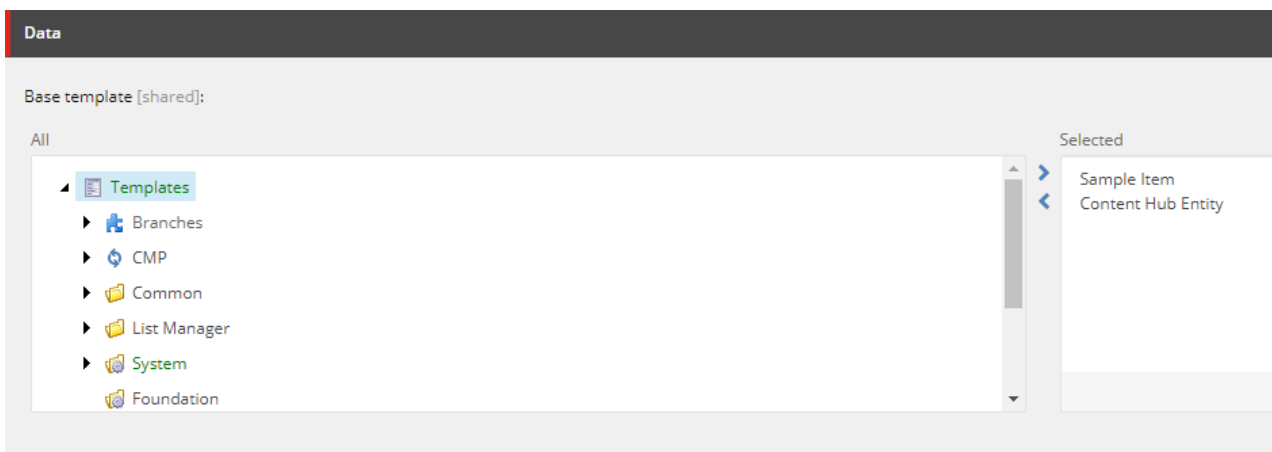 Data
Base template [shared]:
All
Templates
Branches
CMP
Common
List Manager
System
Foundation
Selected
Sample Item
Content Hub Entity